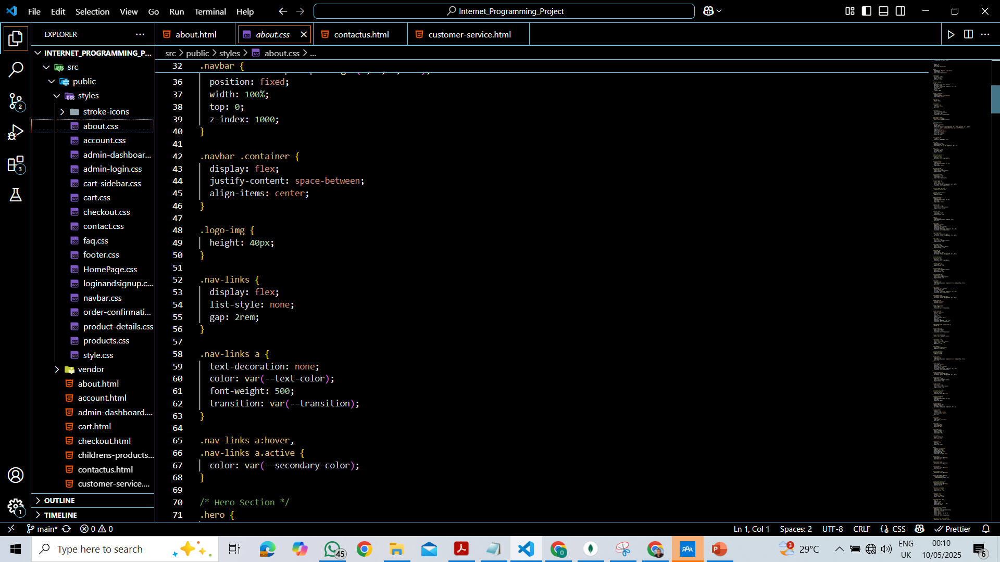 File Edit Selection View Go Run Terminal Help
Internet_Programming_Project
EXPLORER
about.html
about.css
contactus.html
customer-service.html
INTERNET_PROGRAMMING_P...
src
public
styles
stroke-icons
about.css
account.css
admin-dashboar...
admin-login.css
cart-sidebar.css
cart.css
checkout.css
contact.css
faq.css
footer.css
HomePage.css
loginandsignup.c...
navbar.css
order-confirmati...
product-details.css
products.css
style.css
vendor
about.html
account.html
admin-dashboard....
cart.html
checkout.html
childrens-products...
contactus.html
customer-service....
OUTLINE
TIMELINE
2
3
1
src > public > styles > about.css > ...
32 .navbar {
36 position: fixed;
37 width: 100%;
38 top: 0;
39 z-index: 1000;
40 }
41
42 .navbar .container {
43 display: flex;
44 justify-content: space-between;
45 align-items: center;
46 }
47
48 .logo-img {
49 height: 40px;
50 }
51
52 .nav-links {
53 display: flex;
54 list-style: none;
55 gap: 2rem;
56 }
57
58 .nav-links a {
59 text-decoration: none;
60 color: var(--text-color);
61 font-weight: 500;
62 transition: var(--transition);
63 }
64
65 .nav-links a:hover,
66 .nav-links a.active {
67 color: var(--secondary-color);
68 }
69
70 /* Hero Section */
71 .hero {
main* 0 0
Ln 1, Col 1 Spaces: 2 UTF-8 CRLF {} CSS Prettier
Type here to search
45
3
29°C
ENG
UK
00:10
10/05/2025
6